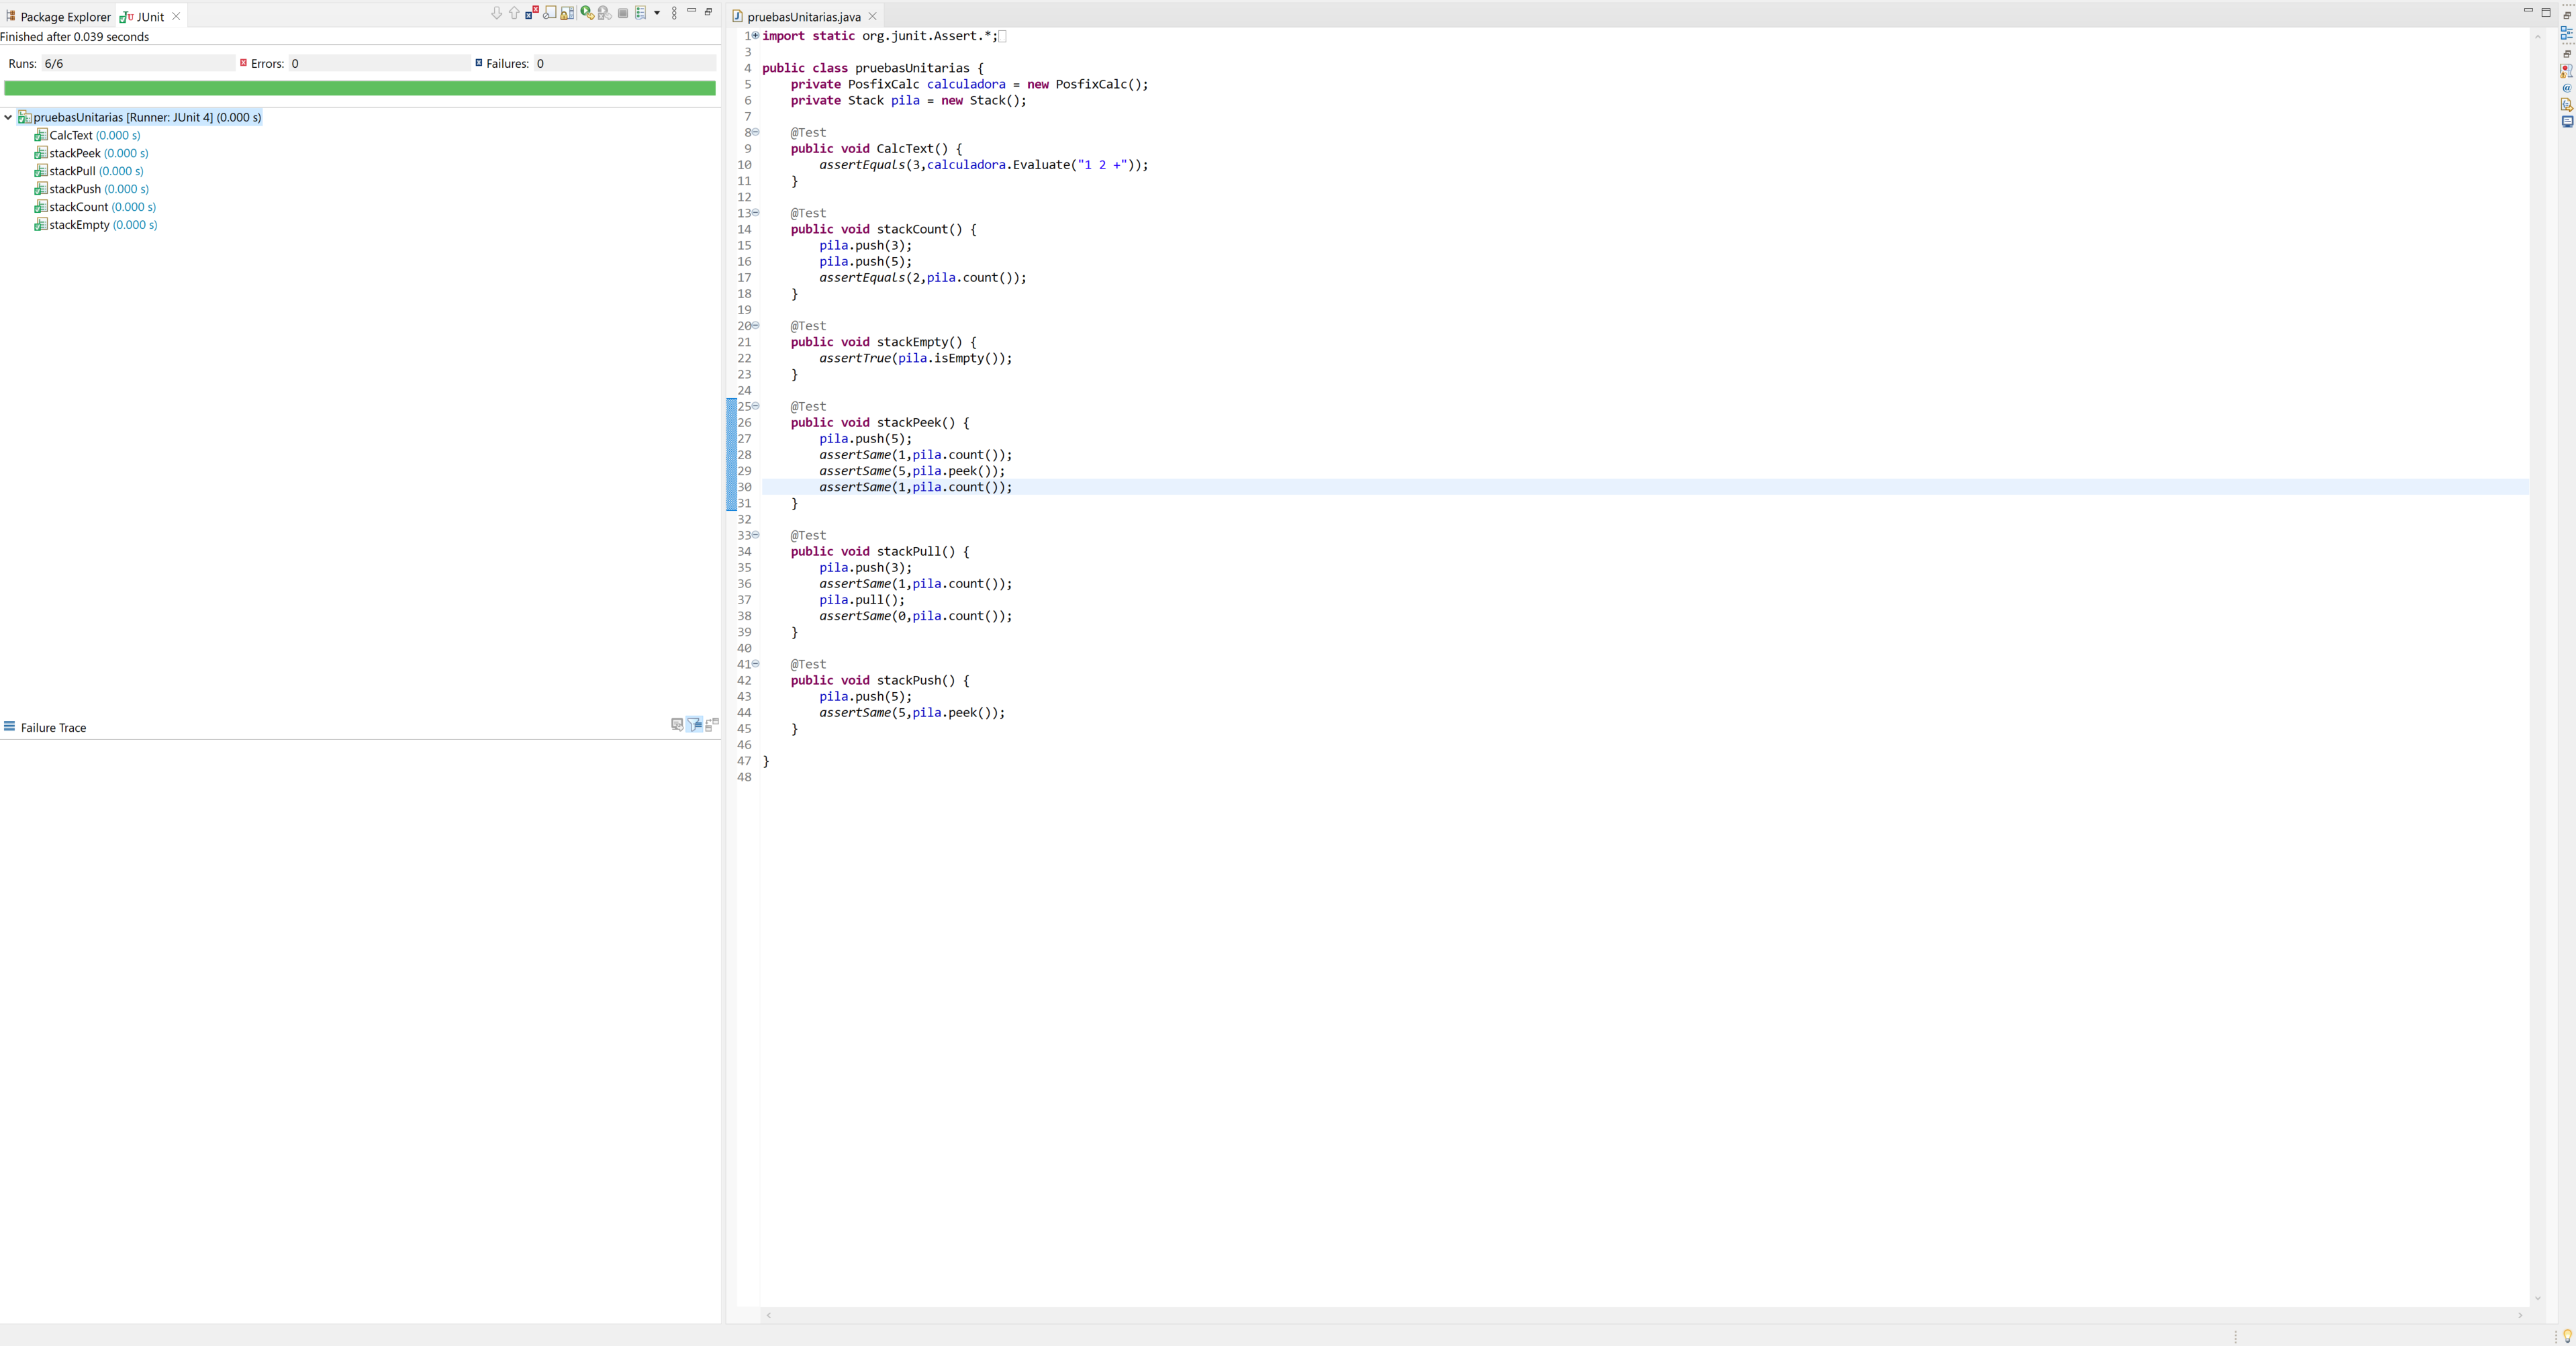 Package Explorer JUnit
Finished after 0.039 seconds
Runs: 6/6 Errors: 0 Failures: 0
pruebasUnitarias [Runner: JUnit 4] (0.000 s)
CalcText (0.000 s)
stackPeek (0.000 s)
stackPull (0.000 s)
stackPush (0.000 s)
stackCount (0.000 s)
stackEmpty (0.000 s)
Failure Trace
pruebasUnitarias.java
1 import static org.junit.Assert.*;
3
4 public class pruebasUnitarias {
5 private PosfixCalc calculadora = new PosfixCalc();
6 private Stack pila = new Stack();
7
8 @Test
9 public void CalcText() {
10 assertEquals(3,calculadora.Evaluate("1 2 +"));
11 }
12
13 @Test
14 public void stackCount() {
15 pila.push(3);
16 pila.push(5);
17 assertEquals(2,pila.count());
18 }
19
20 @Test
21 public void stackEmpty() {
22 assertTrue(pila.isEmpty());
23 }
24
25 @Test
26 public void stackPeek() {
27 pila.push(5);
28 assertSame(1,pila.count());
29 assertSame(5,pila.peek());
30 assertSame(1,pila.count());
31 }
32
33 @Test
34 public void stackPull() {
35 pila.push(3);
36 assertSame(1,pila.count());
37 pila.pull();
38 assertSame(0,pila.count());
39 }
40
41 @Test
42 public void stackPush() {
43 pila.push(5);
44 assertSame(5,pila.peek());
45 }
46
47 }
48